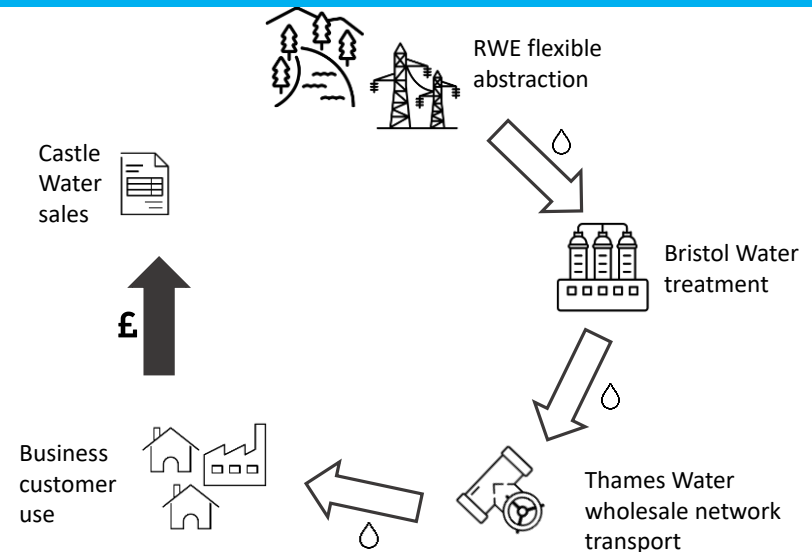 RWE flexible
abstraction
Castle
Water
sales
Bristol Water
treatment
£
Business
customer
use
Thames Water
wholesale network
transport